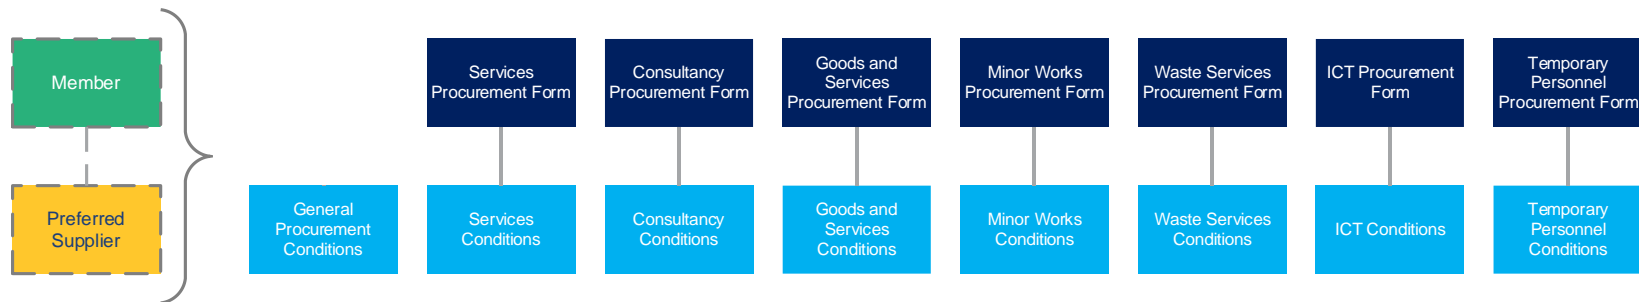 Member
Services
Procurement Form
Consultancy
Procurement Form
Goods and
Services
Procurement Form
Minor Works
Procurement Form
Waste Services
Procurement Form
ICT Procurement
Form
Temporary
Personnel
Procurement Form
Preferred
Supplier
General
Procurement
Conditions
Services
Conditions
Consultancy
Conditions
Goods and
Services
Conditions
Minor Works
Conditions
Waste Services
Conditions
ICT Conditions
Temporary
Personnel
Conditions